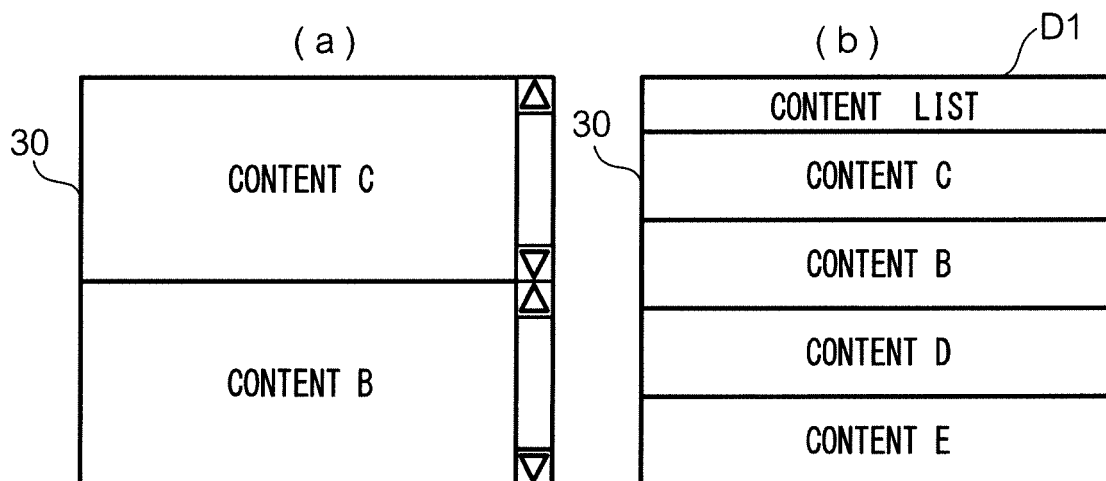 (a)
30
CONTENT C
CONTENT B
(b)
D1
30
CONTENT LIST
CONTENT C
CONTENT B
CONTENT D
CONTENT E